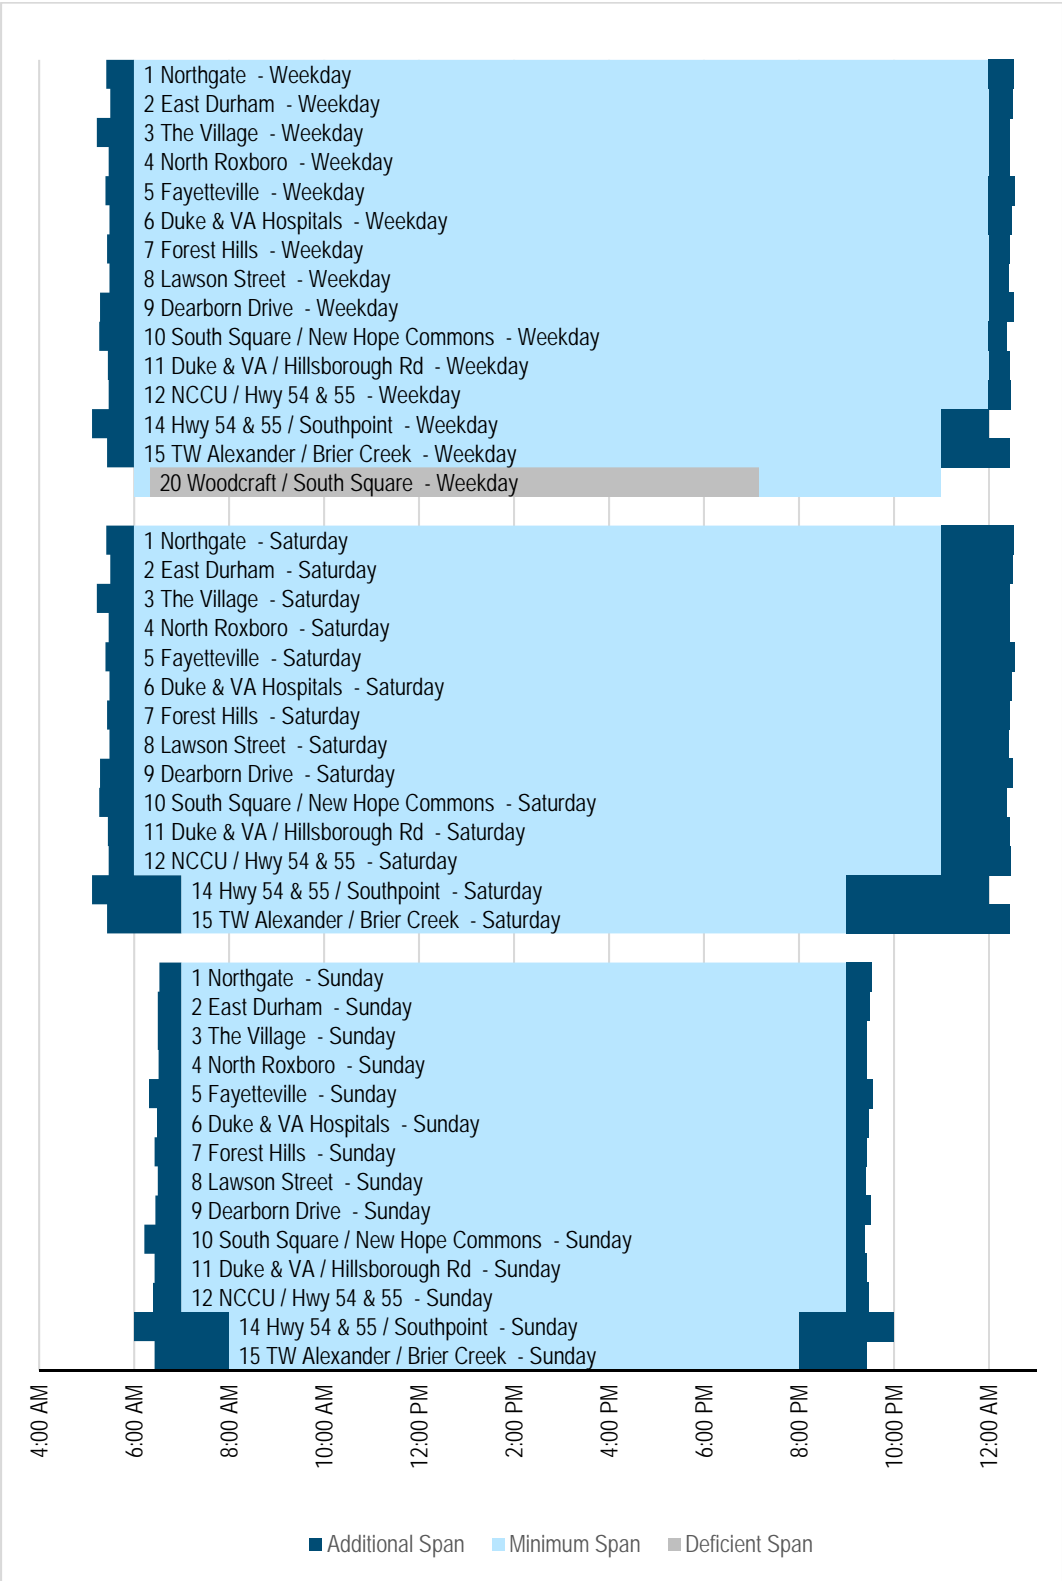 1 Northgate - Weekday
2 East Durham - Weekday
3 The Village - Weekday
4 North Roxboro - Weekday
5 Fayetteville - Weekday
6 Duke & VA Hospitals - Weekday
7 Forest Hills - Weekday
8 Lawson Street - Weekday
9 Dearborn Drive - Weekday
10 South Square / New Hope Commons - Weekday
11 Duke & VA / Hillsborough Rd - Weekday
12 NCCU / Hwy 54 & 55 - Weekday
14 Hwy 54 & 55 / Southpoint - Weekday
15 TW Alexander / Brier Creek - Weekday
20 Woodcraft / South Square - Weekday
1 Northgate - Saturday
2 East Durham - Saturday
3 The Village - Saturday
4 North Roxboro - Saturday
5 Fayetteville - Saturday
6 Duke & VA Hospitals - Saturday
7 Forest Hills - Saturday
8 Lawson Street - Saturday
9 Dearborn Drive - Saturday
10 South Square / New Hope Commons - Saturday
11 Duke & VA / Hillsborough Rd - Saturday
12 NCCU / Hwy 54 & 55 - Saturday
14 Hwy 54 & 55 / Southpoint - Saturday
15 TW Alexander / Brier Creek - Saturday
1 Northgate - Sunday
2 East Durham - Sunday
3 The Village - Sunday
4 North Roxboro - Sunday
5 Fayetteville - Sunday
6 Duke & VA Hospitals - Sunday
7 Forest Hills - Sunday
8 Lawson Street - Sunday
9 Dearborn Drive - Sunday
10 South Square / New Hope Commons - Sunday
11 Duke & VA / Hillsborough Rd - Sunday
12 NCCU / Hwy 54 & 55 - Sunday
14 Hwy 54 & 55 / Southpoint - Sunday
15 TW Alexander / Brier Creek - Sunday
4:00 AM
6:00 AM
8:00 AM
10:00 AM
12:00 PM
2:00 PM
4:00 PM
6:00 PM
8:00 PM
10:00 PM
12:00 AM
Additional Span
Minimum Span
Deficient Span